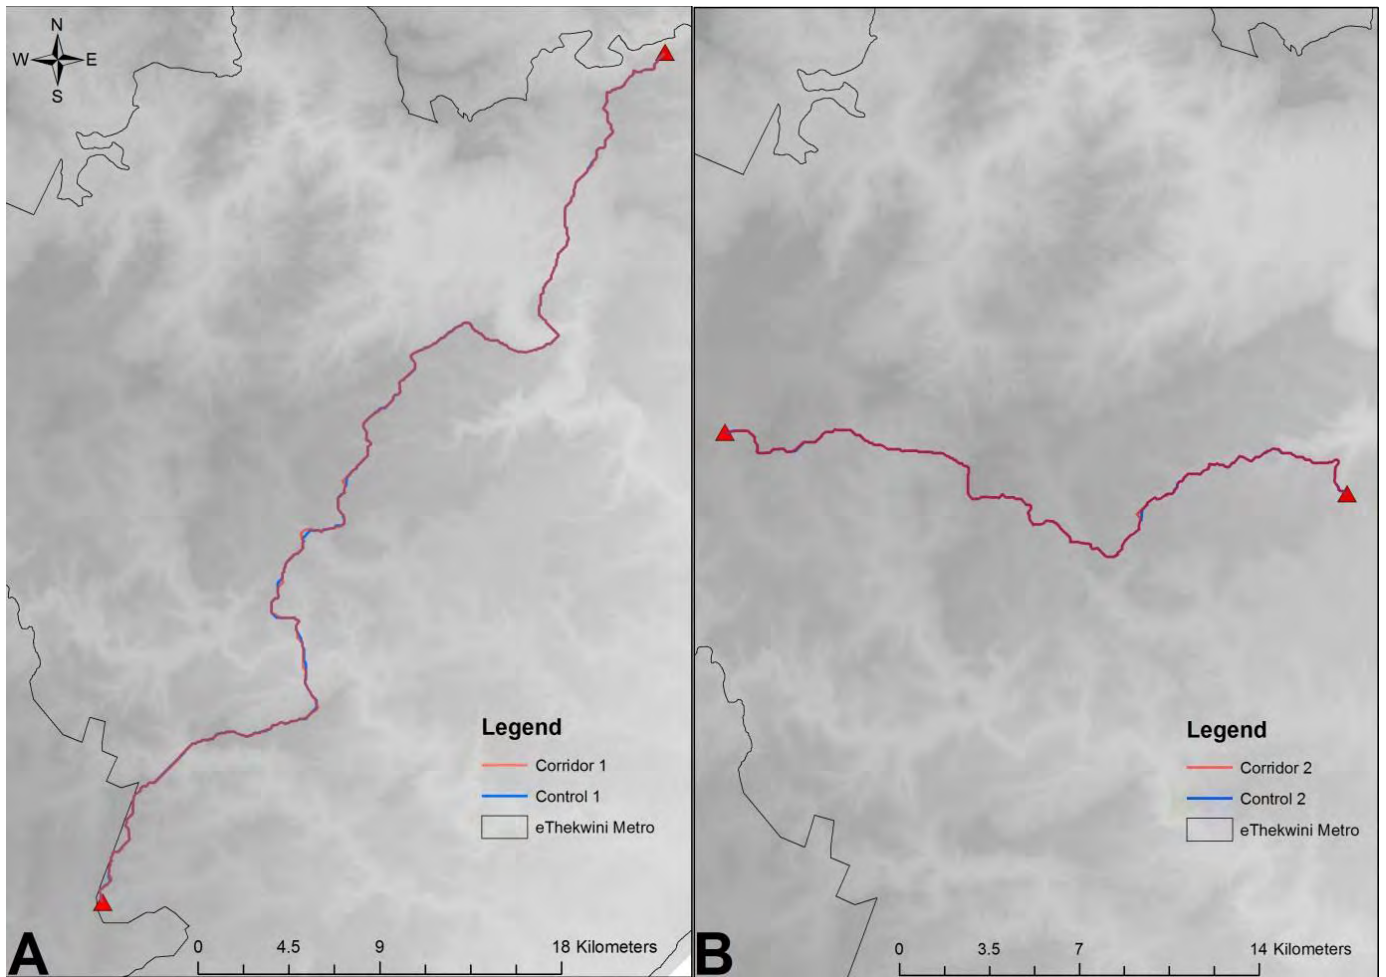 N
W E
S
Legend
Corridor 1
Control 1
eThekwini Metro
A
0 4.5 9 18 Kilometers
Legend
Corridor 2
Control 2
eThekwini Metro
B
0 3.5 7 14 Kilometers